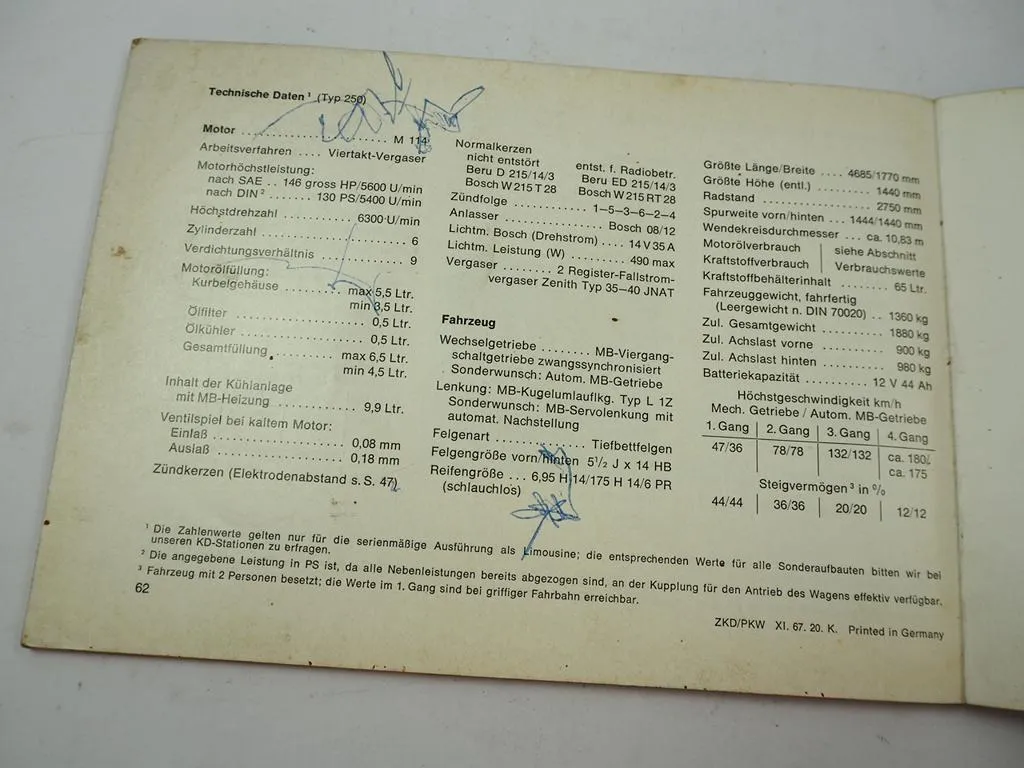 Technische Daten¹ (Typ 250)
Motor .................... M 114
Arbeitsverfahren .... Viertakt-Vergaser
Motorhöchstleistung:
nach SAE .. 146 gross HP/5600 U/min
nach DIN² ....... 130 PS/5400 U/min
Höchstdrehzahl ........... 6300 U/min
Zylinderzahl .................... 6
Verdichtungsverhältnis .......... 9
Motorölfüllung:
Kurbelgehäuse ......... max 5,5 Ltr.
min 3,5 Ltr.
Ölfilter ................ 0,5 Ltr.
Ölkühler ................ 0,5 Ltr.
Gesamtfüllung .......... max 6,5 Ltr.
min 4,5 Ltr.
Inhalt der Kühlanlage
mit MB-Heizung ............ 9,9 Ltr.
Ventilspiel bei kaltem Motor:
Einlaß .................... 0,08 mm
Auslaß .................... 0,18 mm
Zündkerzen (Elektrodenabstand s. S. 47)
Normalkerzen
nicht entstört entst. f. Radiobetr.
Beru D 215/14/3 Beru ED 215/14/3
Bosch W 215 T 28 Bosch W 215 RT 28
Zündfolge ............ 1–5–3–6–2–4
Anlasser ............... Bosch 08/12
Lichtm. Bosch (Drehstrom) .... 14 V 35 A
Lichtm. Leistung (W) ........ 490 max
Vergaser ........ 2 Register-Fallstrom-
vergaser Zenith Typ 35–40 JNAT
Fahrzeug
Wechselgetriebe ........ MB-Viergang-
schaltgetriebe zwangssynchronisiert
Sonderwunsch: Autom. MB-Getriebe
Lenkung: MB-Kugelumlauflkg. Typ L 1Z
Sonderwunsch: MB-Servolenkung mit
automat. Nachstellung
Felgenart .............. Tiefbettfelgen
Felgengröße vorn/hinten 5½ J x 14 HB
Reifengröße ... 6,95 H 14/175 H 14/6 PR
(schlauchlos)
Größte Länge/Breite .... 4685/1770 mm
Größte Höhe (entl.) ......... 1440 mm
Radstand ................. 2750 mm
Spurweite vorn/hinten ... 1444/1440 mm
Wendekreisdurchmesser ... ca. 10,83 m
Motorölverbrauch | siehe Abschnitt
Kraftstoffverbrauch | Verbrauchswerte
Kraftstoffbehälterinhalt ........ 65 Ltr.
Fahrzeuggewicht, fahrfertig
(Leergewicht n. DIN 70020) .. 1360 kg
Zul. Gesamtgewicht ........... 1880 kg
Zul. Achslast vorne ............ 900 kg
Zul. Achslast hinten ........... 980 kg
Batteriekapazität .......... 12 V 44 Ah
Höchstgeschwindigkeit km/h
Mech. Getriebe / Autom. MB-Getriebe
1. Gang | 2. Gang | 3. Gang | 4. Gang
47/36 | 78/78 | 132/132 | ca. 180/
ca. 175
Steigvermögen³ in %
44/44 | 36/36 | 20/20 | 12/12
¹ Die Zahlenwerte gelten nur für die serienmäßige Ausführung als Limousine; die entsprechenden Werte für alle Sonderaufbauten bitten wir bei
unseren KD-Stationen zu erfragen.
² Die angegebene Leistung in PS ist, da alle Nebenleistungen bereits abgezogen sind, an der Kupplung für den Antrieb des Wagens effektiv verfügbar.
³ Fahrzeug mit 2 Personen besetzt; die Werte im 1. Gang sind bei griffiger Fahrbahn erreichbar.
62
ZKD/PKW XI. 67. 20. K. Printed in Germany